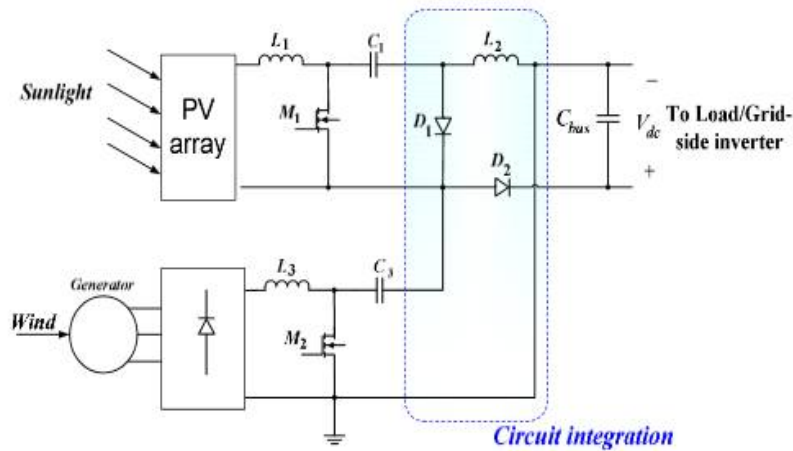 L1
C1
L2
Sunlight
PV
array
M1
D1
D2
Cbus
−
Vdc
+
To Load/Grid-
side inverter
Generator
Wind
L3
C3
M2
Circuit integration